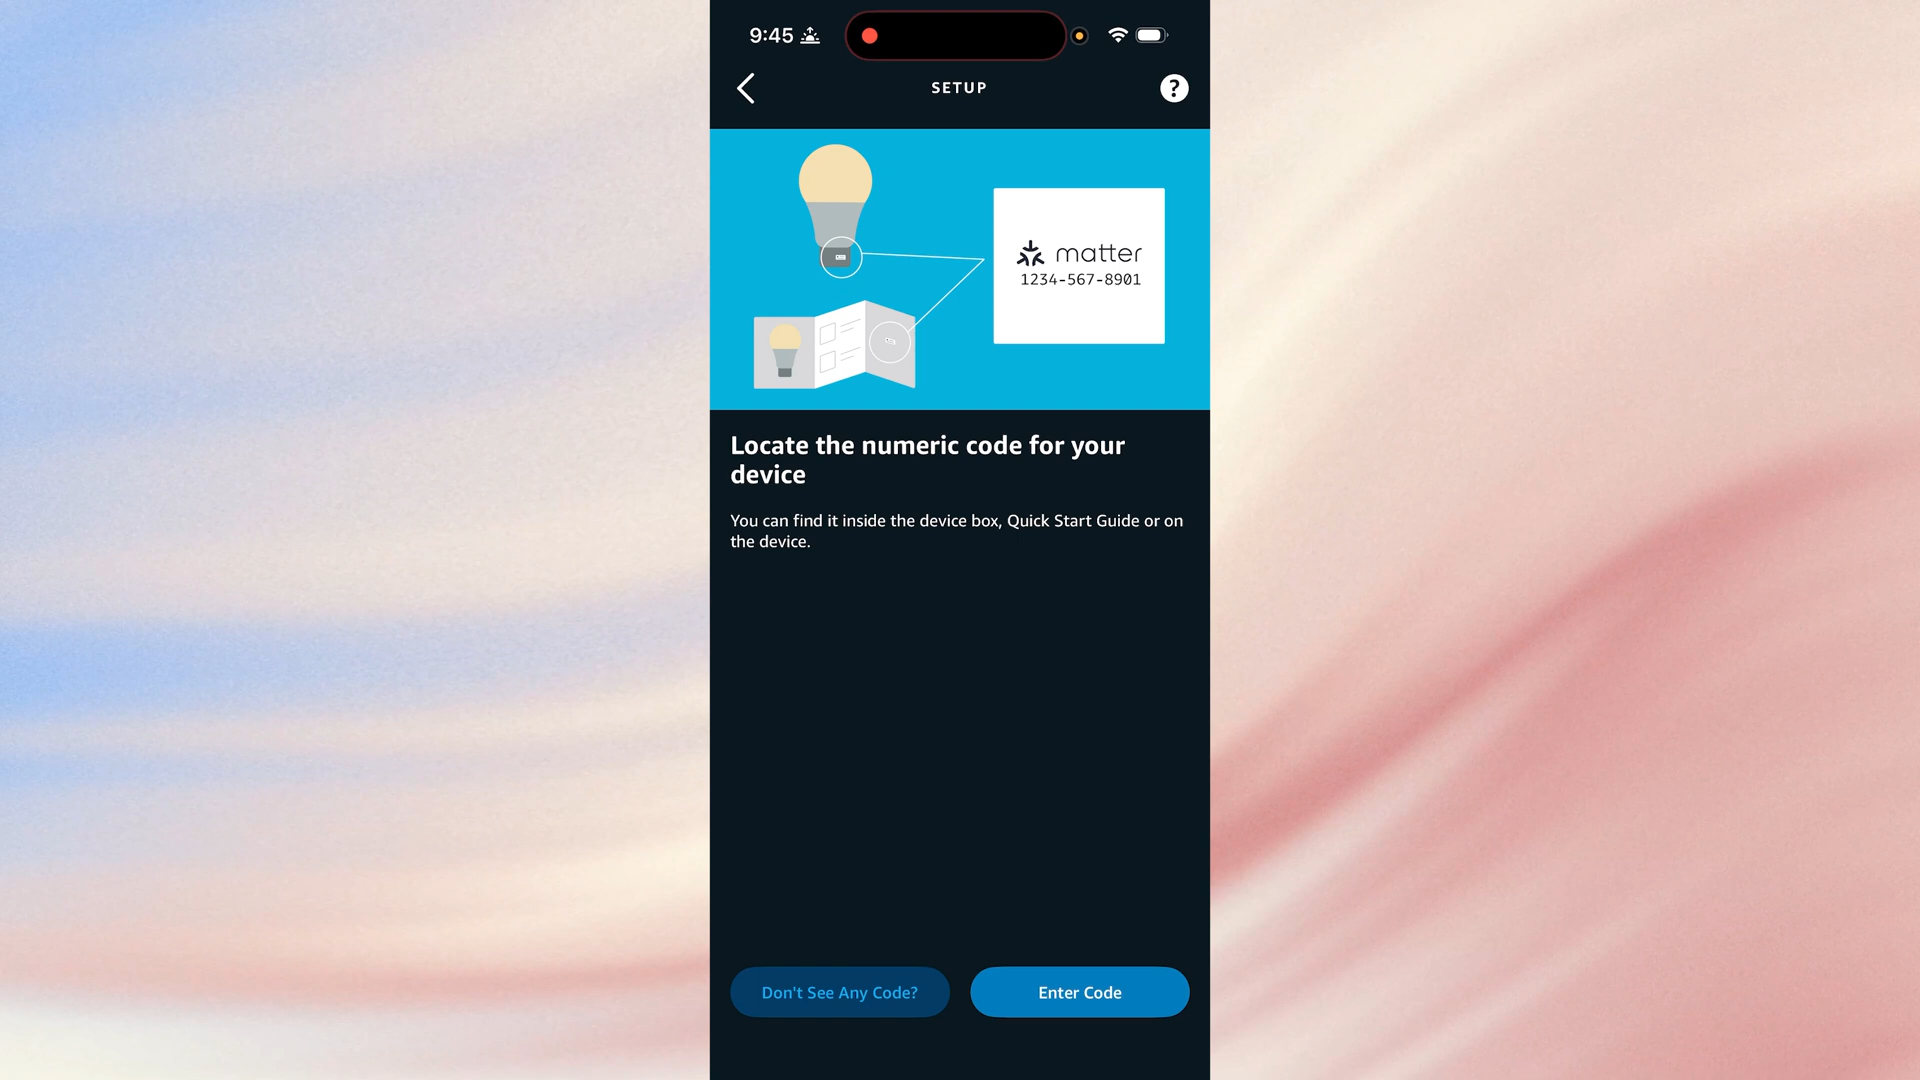 9:45
SETUP
?
matter
1234-567-8901
Locate the numeric code for your
device
You can find it inside the device box, Quick Start Guide or on
the device.
Don't See Any Code?
Enter Code